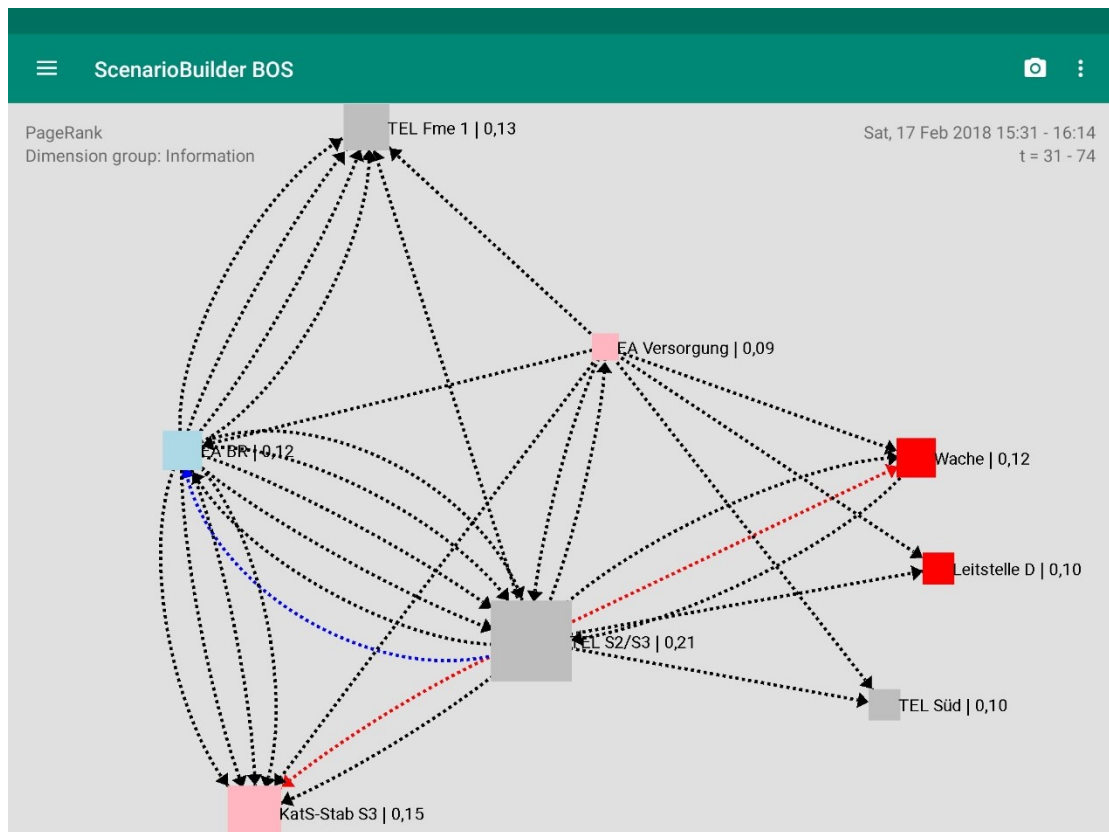 ScenarioBuilder BOS
PageRank
Dimension group: Information
Sat, 17 Feb 2018 15:31 - 16:14
t = 31 - 74
TEL Fme 1 | 0,13
EA Versorgung | 0,09
EA BR | 0,12
Wache | 0,12
Leitstelle D | 0,10
TEL S2/S3 | 0,21
TEL Süd | 0,10
KatS-Stab S3 | 0,15